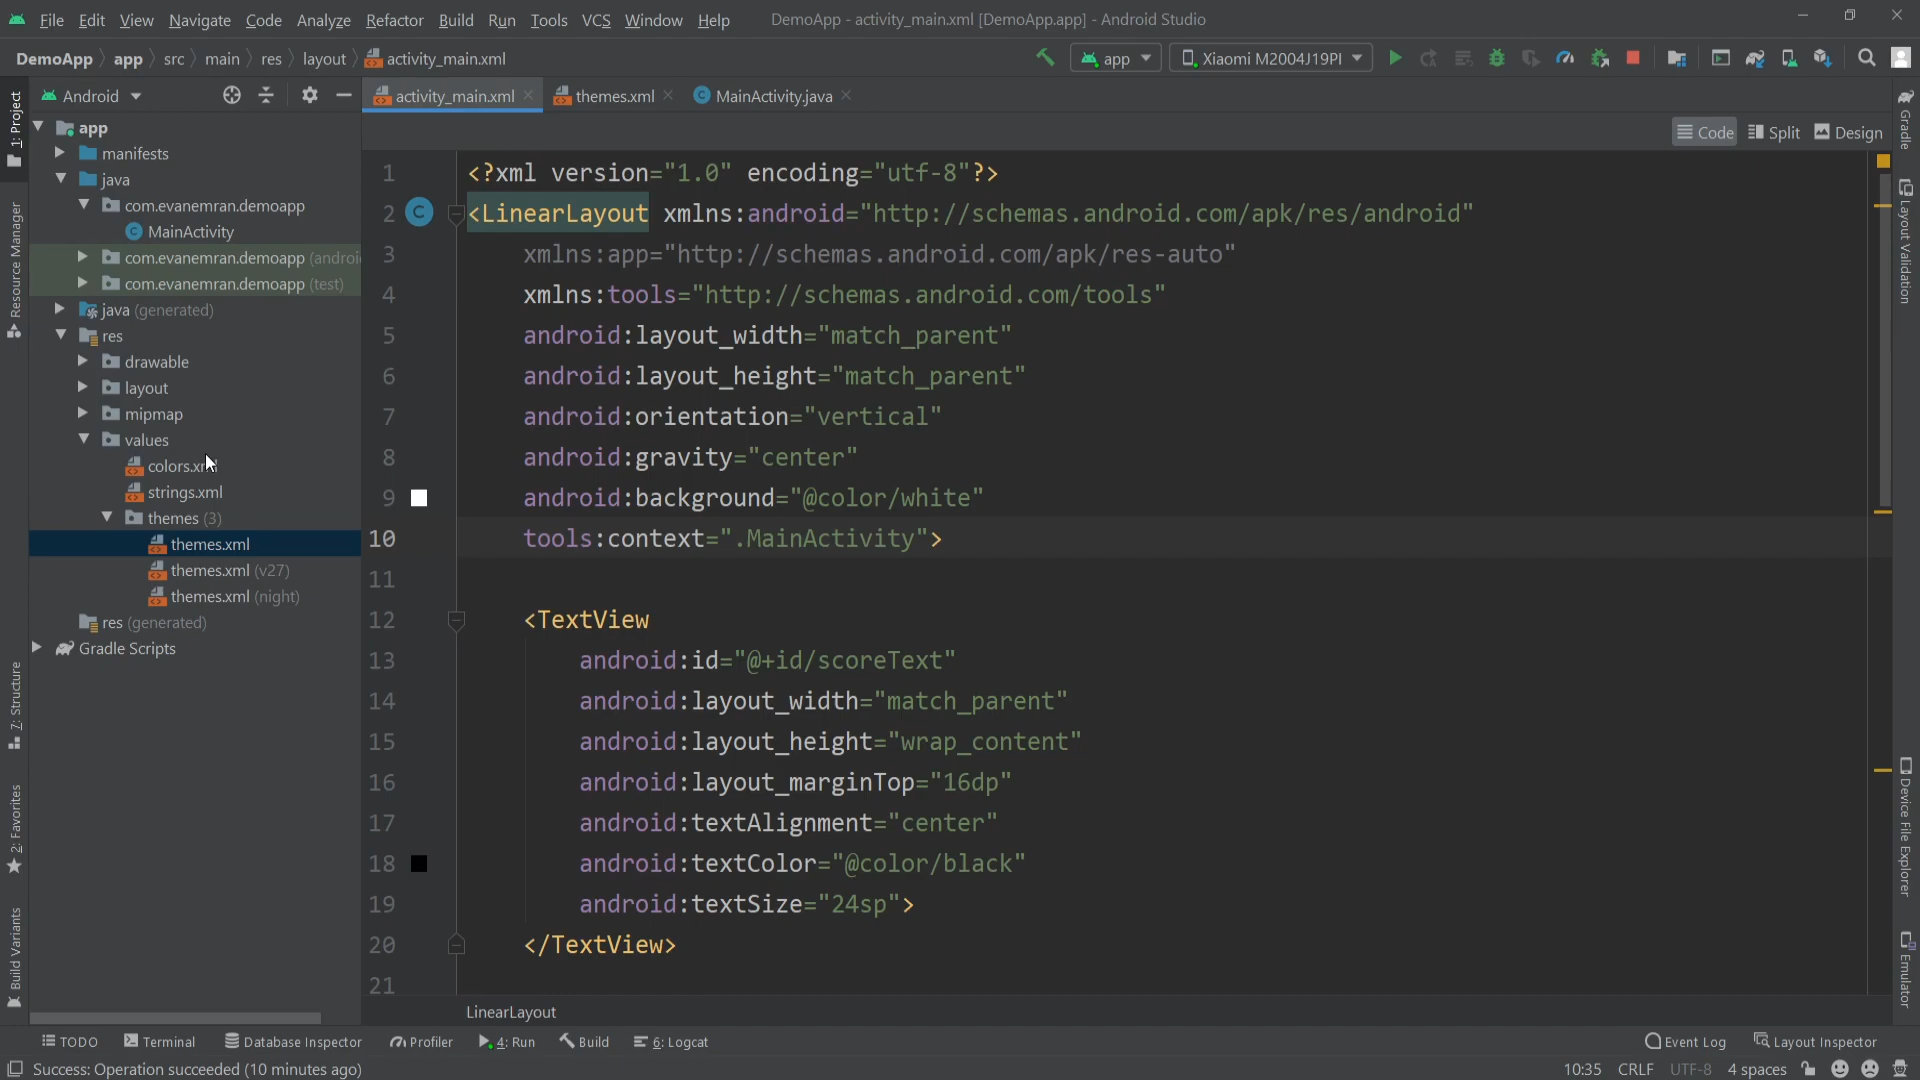 File Edit View Navigate Code Analyze Refactor Build Run Tools VCS Window Help DemoApp - activity_main.xml [DemoApp.app] - Android Studio
DemoApp app src main res layout activity_main.xml app Xiaomi M2004J19PI
1: Project
Resource Manager
7: Structure
2: Favorites
Build Variants
Android
app
manifests
java
com.evanemran.demoapp
MainActivity
com.evanemran.demoapp (androi
com.evanemran.demoapp (test)
java (generated)
res
drawable
layout
mipmap
values
colors.xml
strings.xml
themes (3)
themes.xml
themes.xml (v27)
themes.xml (night)
res (generated)
Gradle Scripts
activity_main.xml themes.xml MainActivity.java
Code Split Design
1 <?xml version="1.0" encoding="utf-8"?>
2 <LinearLayout xmlns:android="http://schemas.android.com/apk/res/android"
3 xmlns:app="http://schemas.android.com/apk/res-auto"
4 xmlns:tools="http://schemas.android.com/tools"
5 android:layout_width="match_parent"
6 android:layout_height="match_parent"
7 android:orientation="vertical"
8 android:gravity="center"
9 android:background="@color/white"
10 tools:context=".MainActivity">
11
12 <TextView
13 android:id="@+id/scoreText"
14 android:layout_width="match_parent"
15 android:layout_height="wrap_content"
16 android:layout_marginTop="16dp"
17 android:textAlignment="center"
18 android:textColor="@color/black"
19 android:textSize="24sp">
20 </TextView>
21
LinearLayout
Gradle
Layout Validation
Device File Explorer
Emulator
TODO Terminal Database Inspector Profiler 4: Run Build 6: Logcat Event Log Layout Inspector
Success: Operation succeeded (10 minutes ago) 10:35 CRLF UTF-8 4 spaces